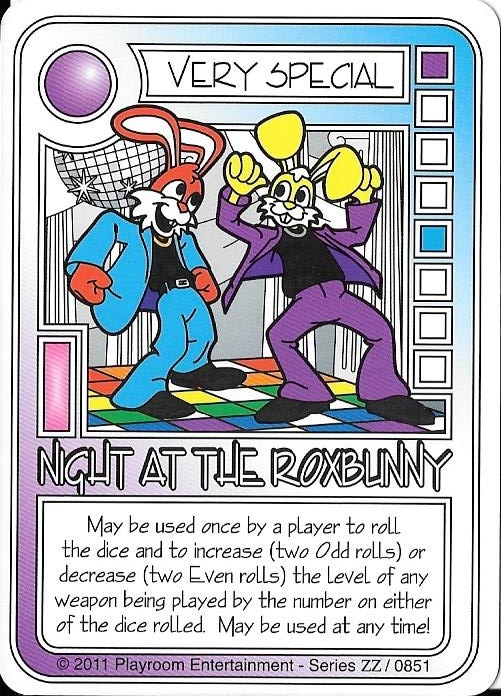 VERY SPECIAL
NIGHT AT THE ROXBUNNY
May be used once by a player to roll
the dice and to increase (two Odd rolls) or
decrease (two Even rolls) the level of any
weapon being played by the number on either
of the dice rolled. May be used at any time!
© 2011 Playroom Entertainment - Series ZZ / 0851